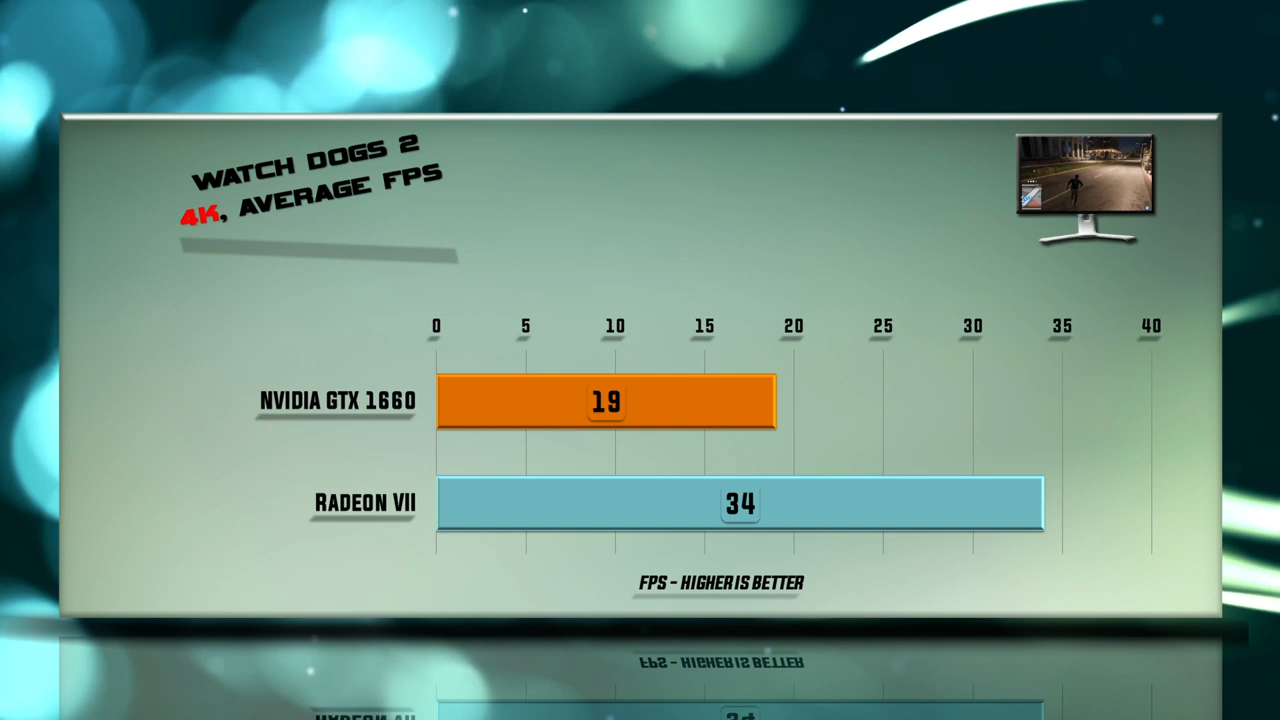 WATCH DOGS 2
4K, AVERAGE FPS
0 5 10 15 20 25 30 35 40
NVIDIA GTX 1660 19
RADEON VII 34
FPS - HIGHER IS BETTER